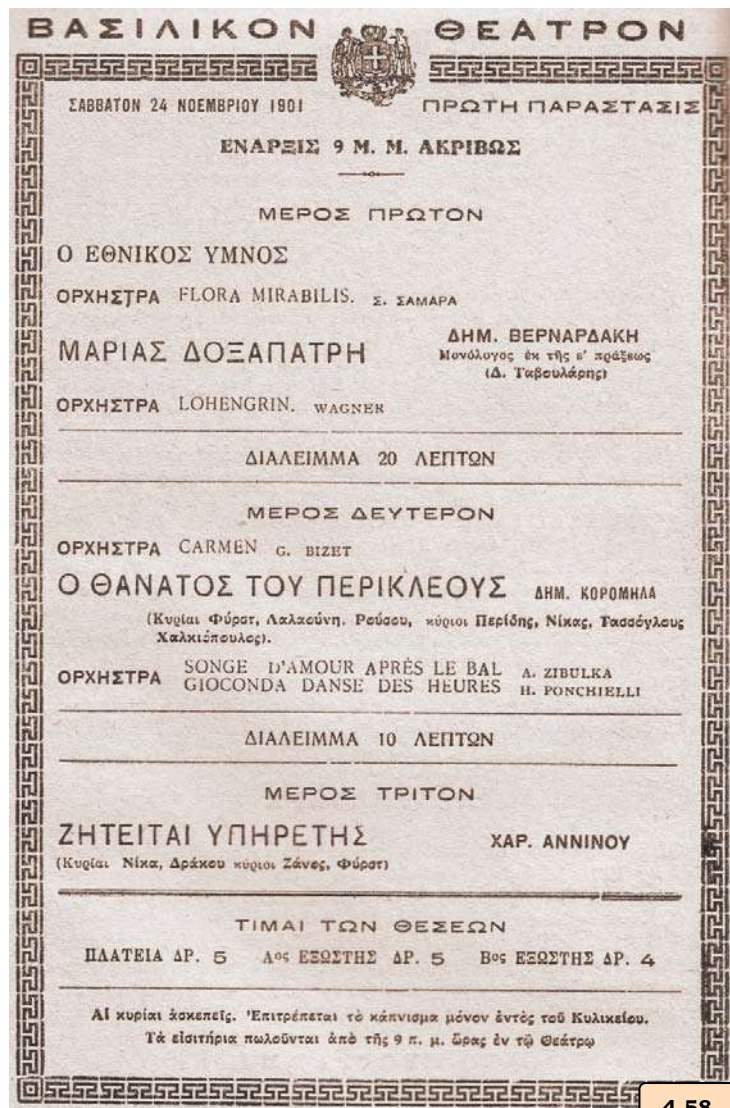 ΒΑΣΙΛΙΚΟΝ ΘΕΑΤΡΟΝ
ΣΑΒΒΑΤΟΝ 24 ΝΟΕΜΒΡΙΟΥ 1901 ΠΡΩΤΗ ΠΑΡΑΣΤΑΣΙΣ
ΕΝΑΡΞΙΣ 9 Μ. Μ. ΑΚΡΙΒΩΣ
ΜΕΡΟΣ ΠΡΩΤΟΝ
Ο ΕΘΝΙΚΟΣ ΥΜΝΟΣ
ΟΡΧΗΣΤΡΑ FLORA MIRABILIS. Σ. ΣΑΜΑΡΑ
ΜΑΡΙΑΣ ΔΟΞΑΠΑΤΡΗ ΔΗΜ. ΒΕΡΝΑΡΔΑΚΗ
Μονόλογος ἐκ τῆς ε' πράξεως
(Δ. Ταβουλάρης)
ΟΡΧΗΣΤΡΑ LOHENGRIN. WAGNER
ΔΙΑΛΕΙΜΜΑ 20 ΛΕΠΤΩΝ
ΜΕΡΟΣ ΔΕΥΤΕΡΟΝ
ΟΡΧΗΣΤΡΑ CARMEN G. BIZET
Ο ΘΑΝΑΤΟΣ ΤΟΥ ΠΕΡΙΚΛΕΟΥΣ ΔΗΜ. ΚΟΡΟΜΗΛΑ
(Κυρίαι Φύρστ, Λαλαούνη. Ρούσου, κύριοι Περίδης, Νίκας, Τασσόγλους
Χαλκιόπουλος).
ΟΡΧΗΣΤΡΑ SONGE D'AMOUR APRÈS LE BAL A. ZIBULKA
GIOCONDA DANSE DES HEURES H. PONCHIELLI
ΔΙΑΛΕΙΜΜΑ 10 ΛΕΠΤΩΝ
ΜΕΡΟΣ ΤΡΙΤΟΝ
ΖΗΤΕΙΤΑΙ ΥΠΗΡΕΤΗΣ ΧΑΡ. ΑΝΝΙΝΟΥ
(Κυρίαι Νίκα, Δράκου κύριοι Ζάνος, Φύρστ)
ΤΙΜΑΙ ΤΩΝ ΘΕΣΕΩΝ
ΠΛΑΤΕΙΑ ΔΡ. 5 Αος ΕΞΩΣΤΗΣ ΔΡ. 5 Βος ΕΞΩΣΤΗΣ ΔΡ. 4
Αἱ κυρίαι ἀσκεπεῖς. Ἐπιτρέπεται τὸ κάπνισμα μόνον ἐντὸς τοῦ Κυλικείου.
Τὰ εἰσιτήρια πωλοῦνται ἀπὸ τῆς 9 π. μ. ὥρας ἐν τῷ Θεάτρῳ
4.58